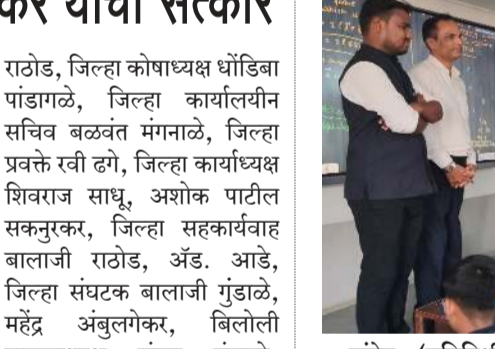 यांचा सत्कार
राठोड, जिल्हा कोषाध्यक्ष धोंडिबा
पांडागळे, जिल्हा कार्यालयीन
सचिव बळवंत मंगनाळे, जिल्हा
प्रवक्ते रवी ढगे, जिल्हा कार्याध्यक्ष
शिवराज साधू, अशोक पाटील
सकनुरकर, जिल्हा सहकार्यवाह
बालाजी राठोड, ॲड. आडे,
जिल्हा संघटक बालाजी गुंडाळे,
महेंद्र अंबुलगेकर, बिलोली